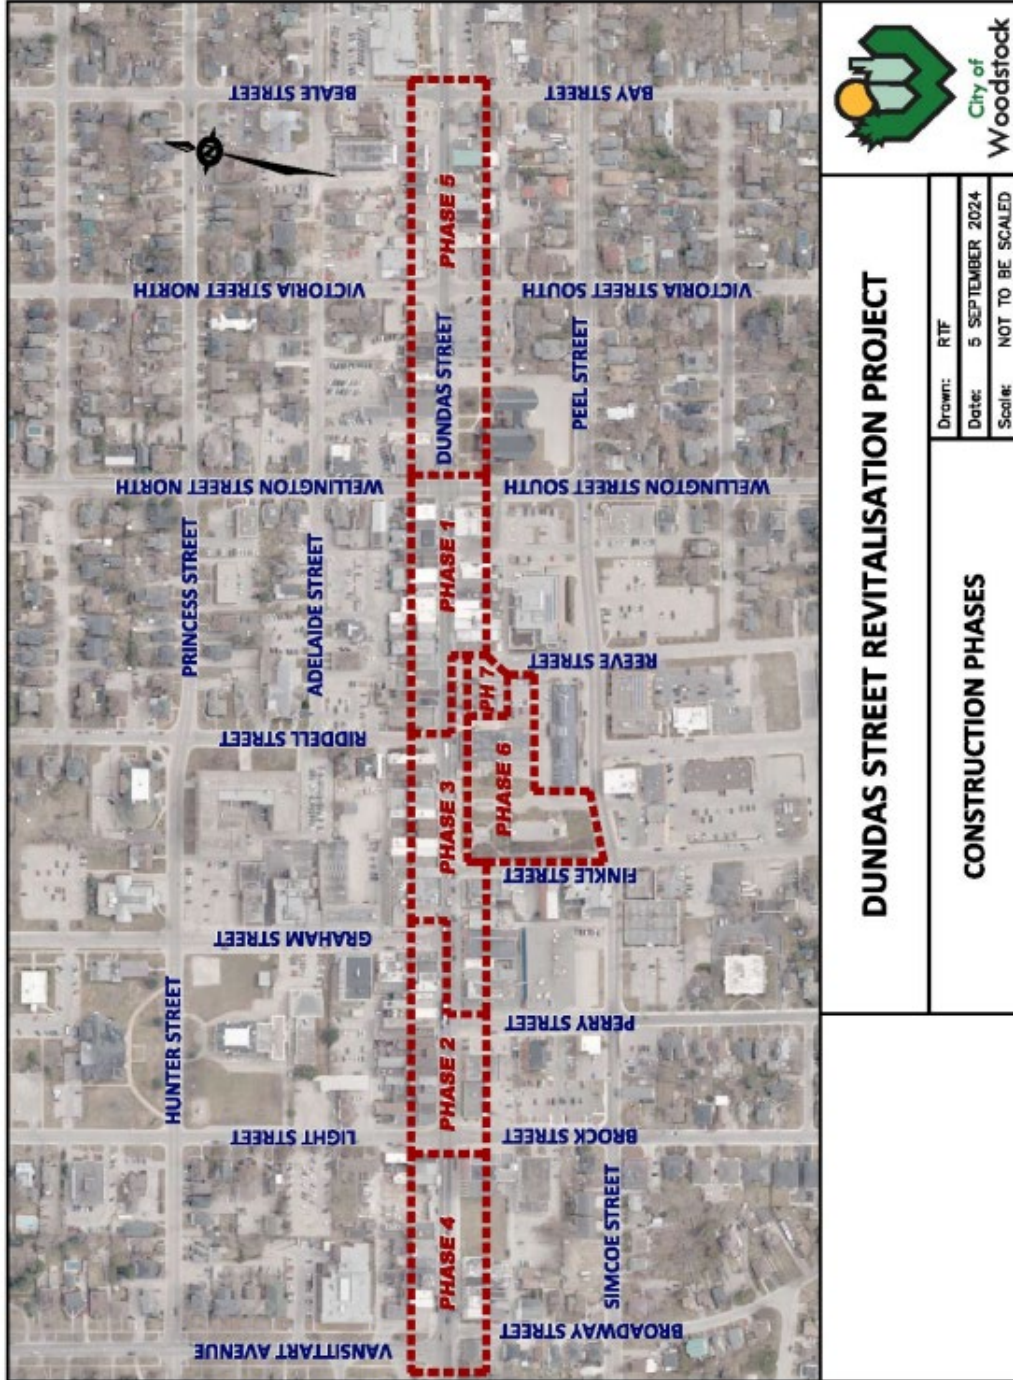 BEALE STREET
BAY STREET
VICTORIA STREET NORTH
VICTORIA STREET SOUTH
WELLINGTON STREET NORTH
WELLINGTON STREET SOUTH
DUNDAS STREET
PEEL STREET
PRINCESS STREET
ADELAIDE STREET
RIDDELL STREET
REEVE STREET
GRAHAM STREET
FINKLE STREET
HUNTER STREET
PERRY STREET
LIGHT STREET
BROCK STREET
SIMCOE STREET
VANSITTART AVENUE
BROADWAY STREET
PHASE 5
PHASE 1
PH 7
PHASE 6
PHASE 3
PHASE 2
PHASE 4
N
DUNDAS STREET REVITALISATION PROJECT
CONSTRUCTION PHASES
Drawn: RTF
Date: 5 SEPTEMBER 2024
Scale: NOT TO BE SCALED
City of
Woodstock